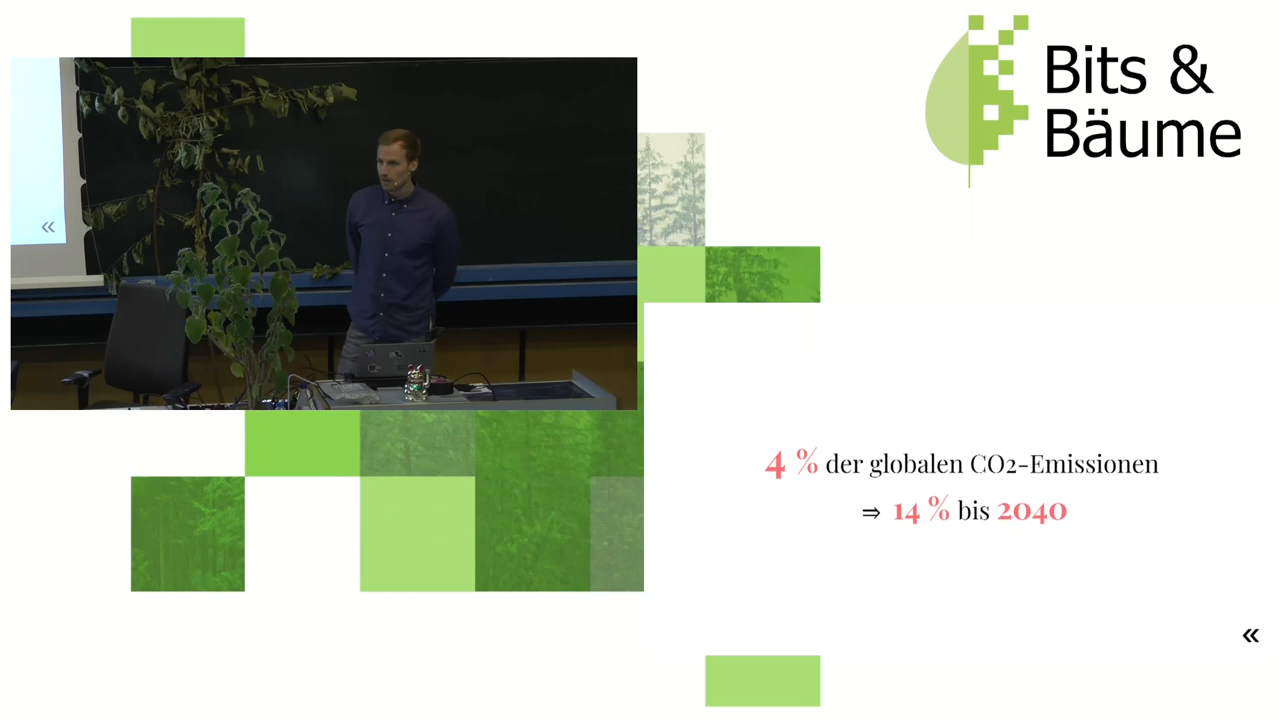 Bits &
Bäume
«
4 % der globalen CO2-Emissionen
⇒ 14 % bis 2040
«